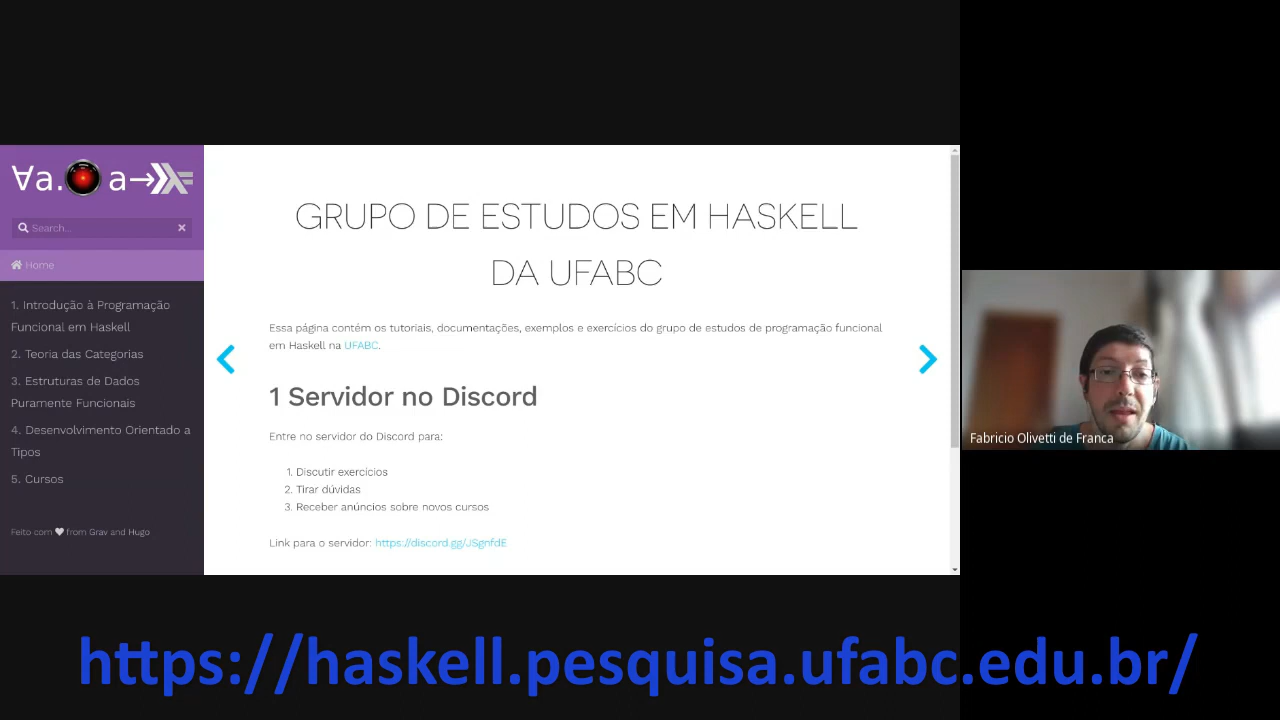 ∀a. a→
Search...
Home
1. Introdução à Programação
Funcional em Haskell
2. Teoria das Categorias
3. Estruturas de Dados
Puramente Funcionais
4. Desenvolvimento Orientado a
Tipos
5. Cursos
Feito com ❤ from Grav and Hugo
GRUPO DE ESTUDOS EM HASKELL
DA UFABC
Essa página contém os tutoriais, documentações, exemplos e exercícios do grupo de estudos de programação funcional
em Haskell na UFABC.
1 Servidor no Discord
Entre no servidor do Discord para:
1. Discutir exercícios
2. Tirar dúvidas
3. Receber anúncios sobre novos cursos
Link para o servidor: https://discord.gg/JSgnfdE
Fabricio Olivetti de Franca
https://haskell.pesquisa.ufabc.edu.br/